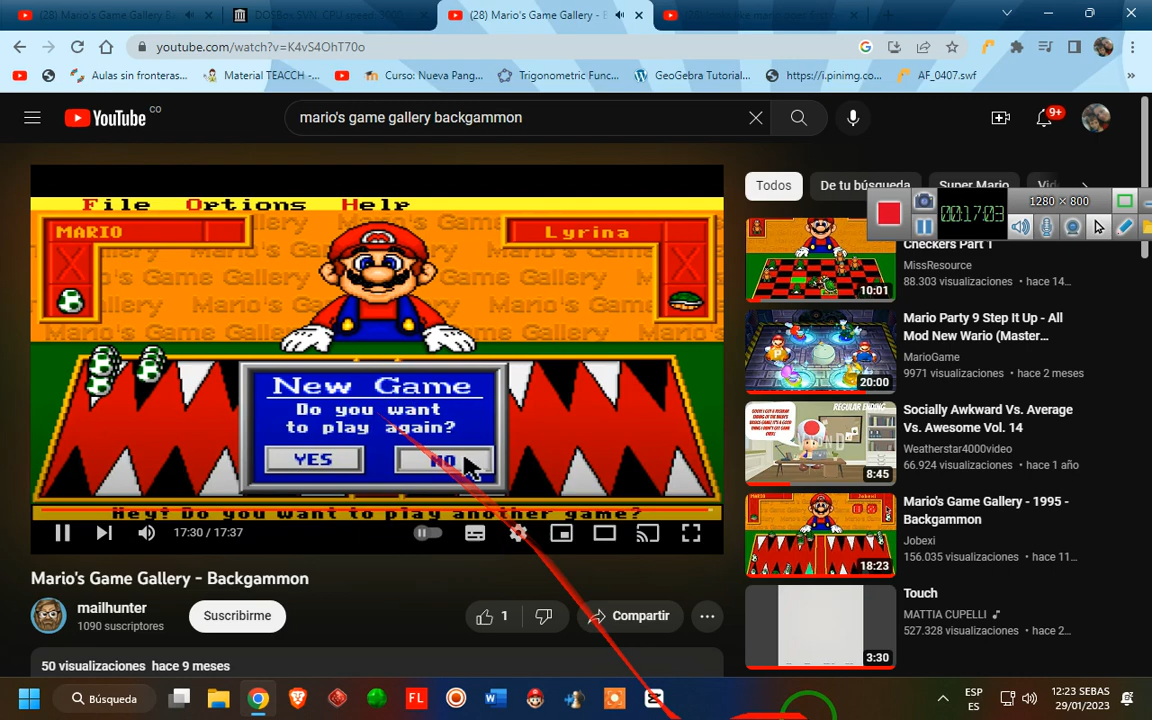 (28) Mario's Game Gallery F
DOSBox SVN, CPU speed: 3000
(28) Mario's Game Gallery - B
youtube.com/watch?v=K4vS4OhT70o
Aulas sin fronteras...
Material TEACCH -...
Curso: Nueva Pang...
Trigonometric Func...
GeoGebra Tutorial...
https://i.pinimg.co...
AF_0407.swf
»
YouTube CO
mario's game gallery backgammon
9+
Todos
De tu búsqueda
Super Mario
1280 × 800
00:17:03
File Options Help
MARIO
Lyrina
Mario's Game Gallery
New Game
Do you want
to play again?
YES
NO
Hey! Do you want to play another game?
17:30 / 17:37
Mario's Game Gallery - Backgammon
mailhunter
1090 suscriptores
Suscribirme
1
Compartir
50 visualizaciones hace 9 meses
Checkers Part 1
MissResource
88.303 visualizaciones • hace 14...
10:01
Mario Party 9 Step It Up - All
Mod New Wario (Master...
MarioGame
9971 visualizaciones • hace 2 meses
20:00
REGULAR ENDING
Socially Awkward Vs. Average
Vs. Awesome Vol. 14
Weatherstar4000video
66.924 visualizaciones • hace 1 año
8:45
Mario's Game Gallery - 1995 -
Backgammon
Jobexi
156.035 visualizaciones • hace 11...
18:23
Touch
MATTIA CUPELLI
527.328 visualizaciones • hace 2...
3:30
Búsqueda
FL
ESP
ES
12:23 SEBAS
29/01/2023